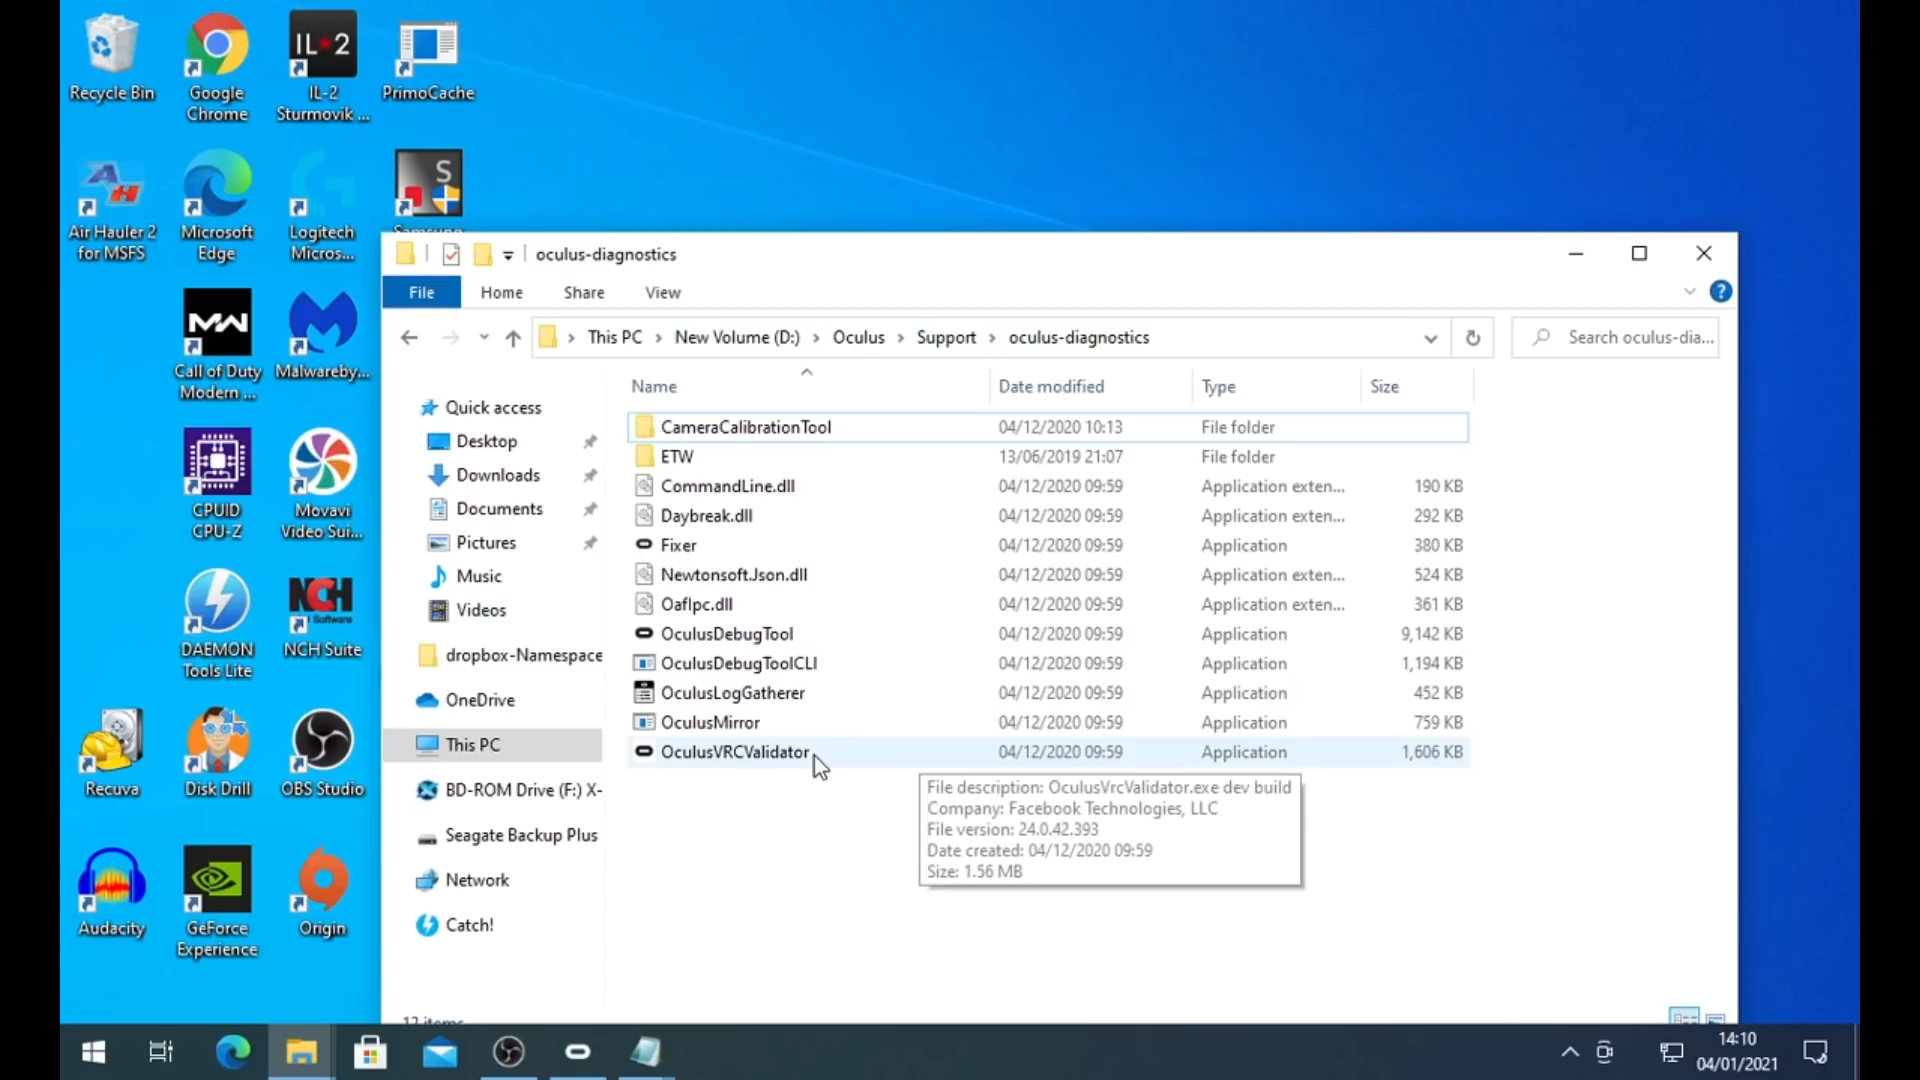 Recycle Bin
Google
Chrome
IL-2
IL-2
Sturmovik ...
PrimoCache
Air Hauler 2
for MSFS
Microsoft
Edge
Logitech
Micros...
S
Samsung
MW
Call of Duty
Modern ...
Malwareby...
CPUID
CPU-Z
Movavi
Video Sui...
DAEMON
Tools Lite
NCH
Software
NCH Suite
Recuva
Disk Drill
OBS Studio
Audacity
GeForce
Experience
Origin
oculus-diagnostics
File
Home
Share
View
This PC > New Volume (D:) > Oculus > Support > oculus-diagnostics
Search oculus-dia...
Quick access
Desktop
Downloads
Documents
Pictures
Music
Videos
dropbox-Namespace
OneDrive
This PC
BD-ROM Drive (F:) X-
Seagate Backup Plus
Network
Catch!
Name Date modified Type Size
CameraCalibrationTool 04/12/2020 10:13 File folder
ETW 13/06/2019 21:07 File folder
CommandLine.dll 04/12/2020 09:59 Application exten... 190 KB
Daybreak.dll 04/12/2020 09:59 Application exten... 292 KB
Fixer 04/12/2020 09:59 Application 380 KB
Newtonsoft.Json.dll 04/12/2020 09:59 Application exten... 524 KB
OafIpc.dll 04/12/2020 09:59 Application exten... 361 KB
OculusDebugTool 04/12/2020 09:59 Application 9,142 KB
OculusDebugToolCLI 04/12/2020 09:59 Application 1,194 KB
OculusLogGatherer 04/12/2020 09:59 Application 452 KB
OculusMirror 04/12/2020 09:59 Application 759 KB
OculusVRCValidator 04/12/2020 09:59 Application 1,606 KB
File description: OculusVrcValidator.exe dev build
Company: Facebook Technologies, LLC
File version: 24.0.42.393
Date created: 04/12/2020 09:59
Size: 1.56 MB
12 items
14:10
04/01/2021